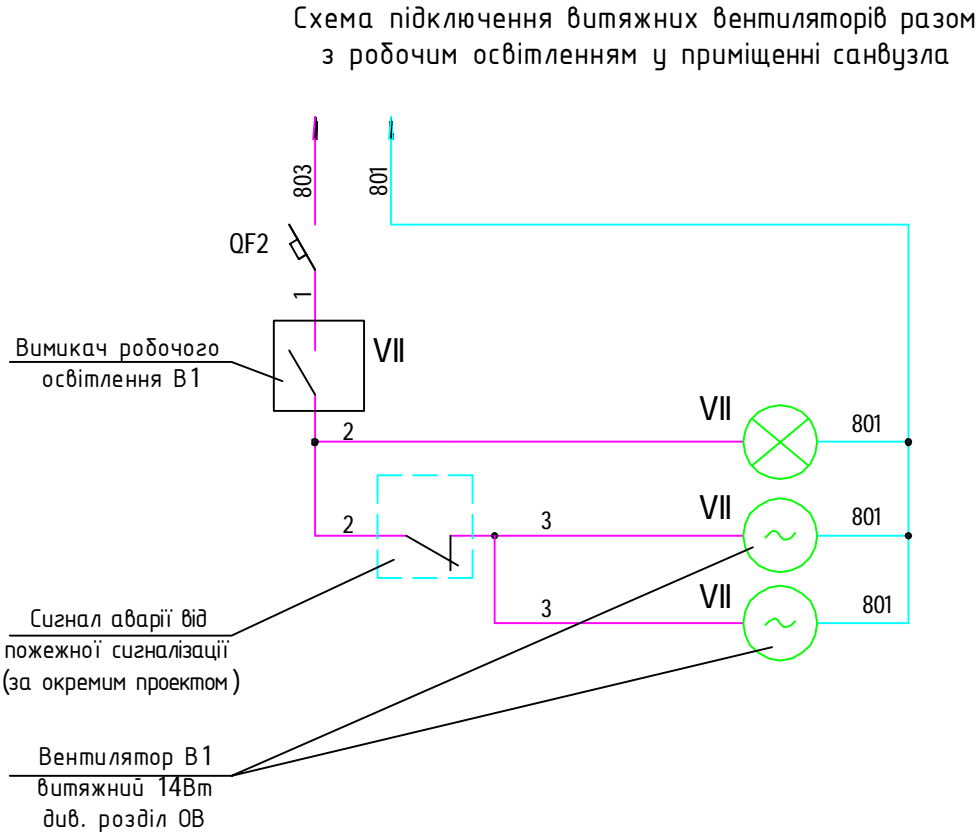 Схема підключення витяжних вентиляторів разом
з робочим освітленням у приміщенні санвузла
803
801
QF2
1
Вимикач робочого
освітлення В1
VII
2
VII
801
2
3
VII
801
3
VII
801
Сигнал аварії від
пожежної сигналізації
(за окремим проектом)
Вентилятор В1
витяжний 14Вт
див. розділ ОВ